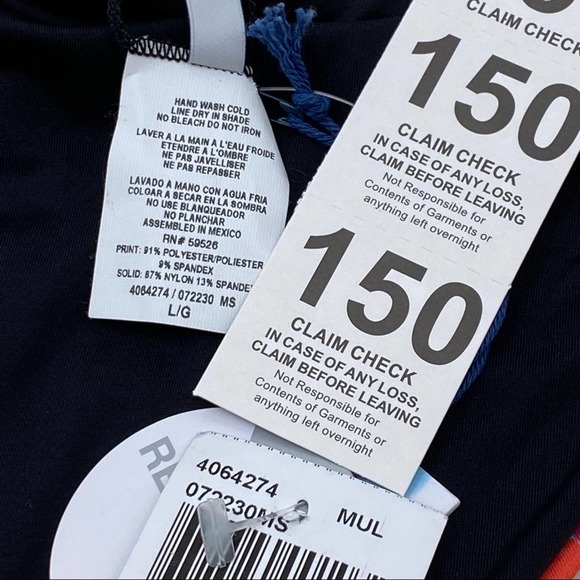 HAND WASH COLD
LINE DRY IN SHADE
NO BLEACH DO NOT IRON
LAVER A LA MAIN A L'EAU FROIDE
ETENDRE A L'OMBRE
NE PAS JAVELLISER
NE PAS REPASSER
LAVADO A MANO CON AGUA FRIA
COLGAR A SECAR EN LA SOMBRA
NO USE BLANQUEADOR
NO PLANCHAR
ASSEMBLED IN MEXICO
RN# 59526
PRINT: 91% POLYESTER/POLIESTER
9% SPANDEX
SOLID: 87% NYLON 13% SPANDEX
4064274 / 072230 MS
L/G
CLAIM CHECK
150
CLAIM CHECK
IN CASE OF ANY LOSS,
CLAIM BEFORE LEAVING
Not Responsible for
Contents of Garments or
anything left overnight
150
CLAIM CHECK
IN CASE OF ANY LOSS,
CLAIM BEFORE LEAVING
Not Responsible for
Contents of Garments or
anything left overnight
4064274
072230MS
MUL